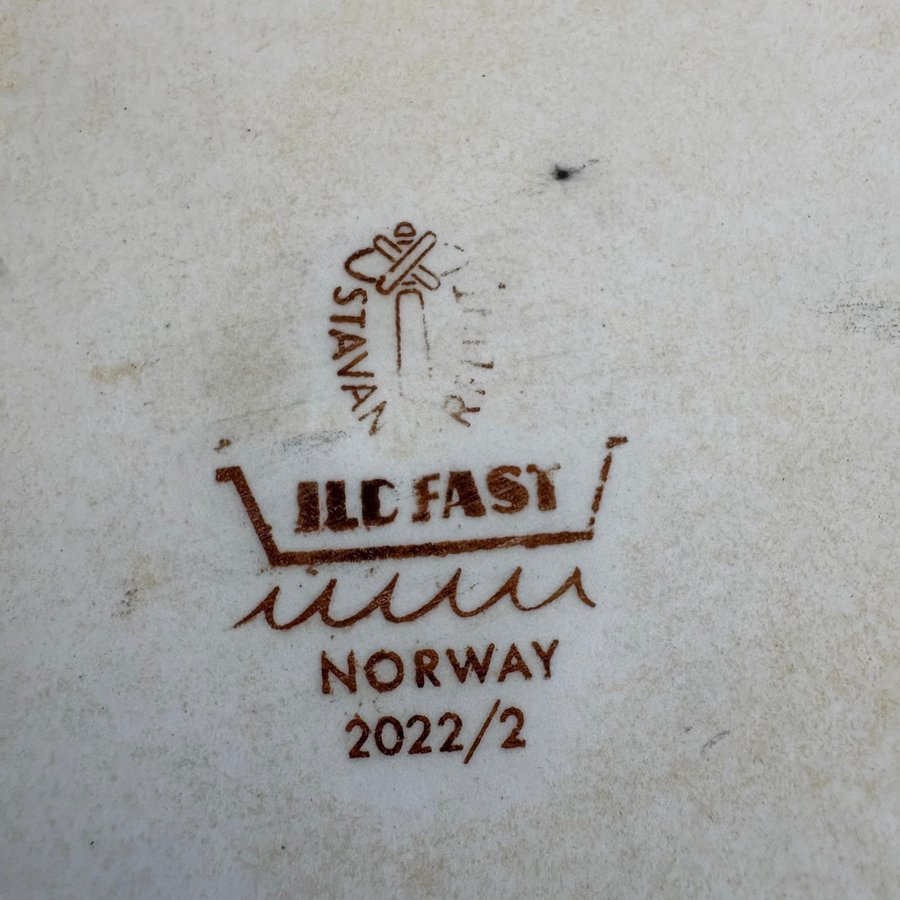 STAVAN
ILD FAST
NORWAY
2022/2